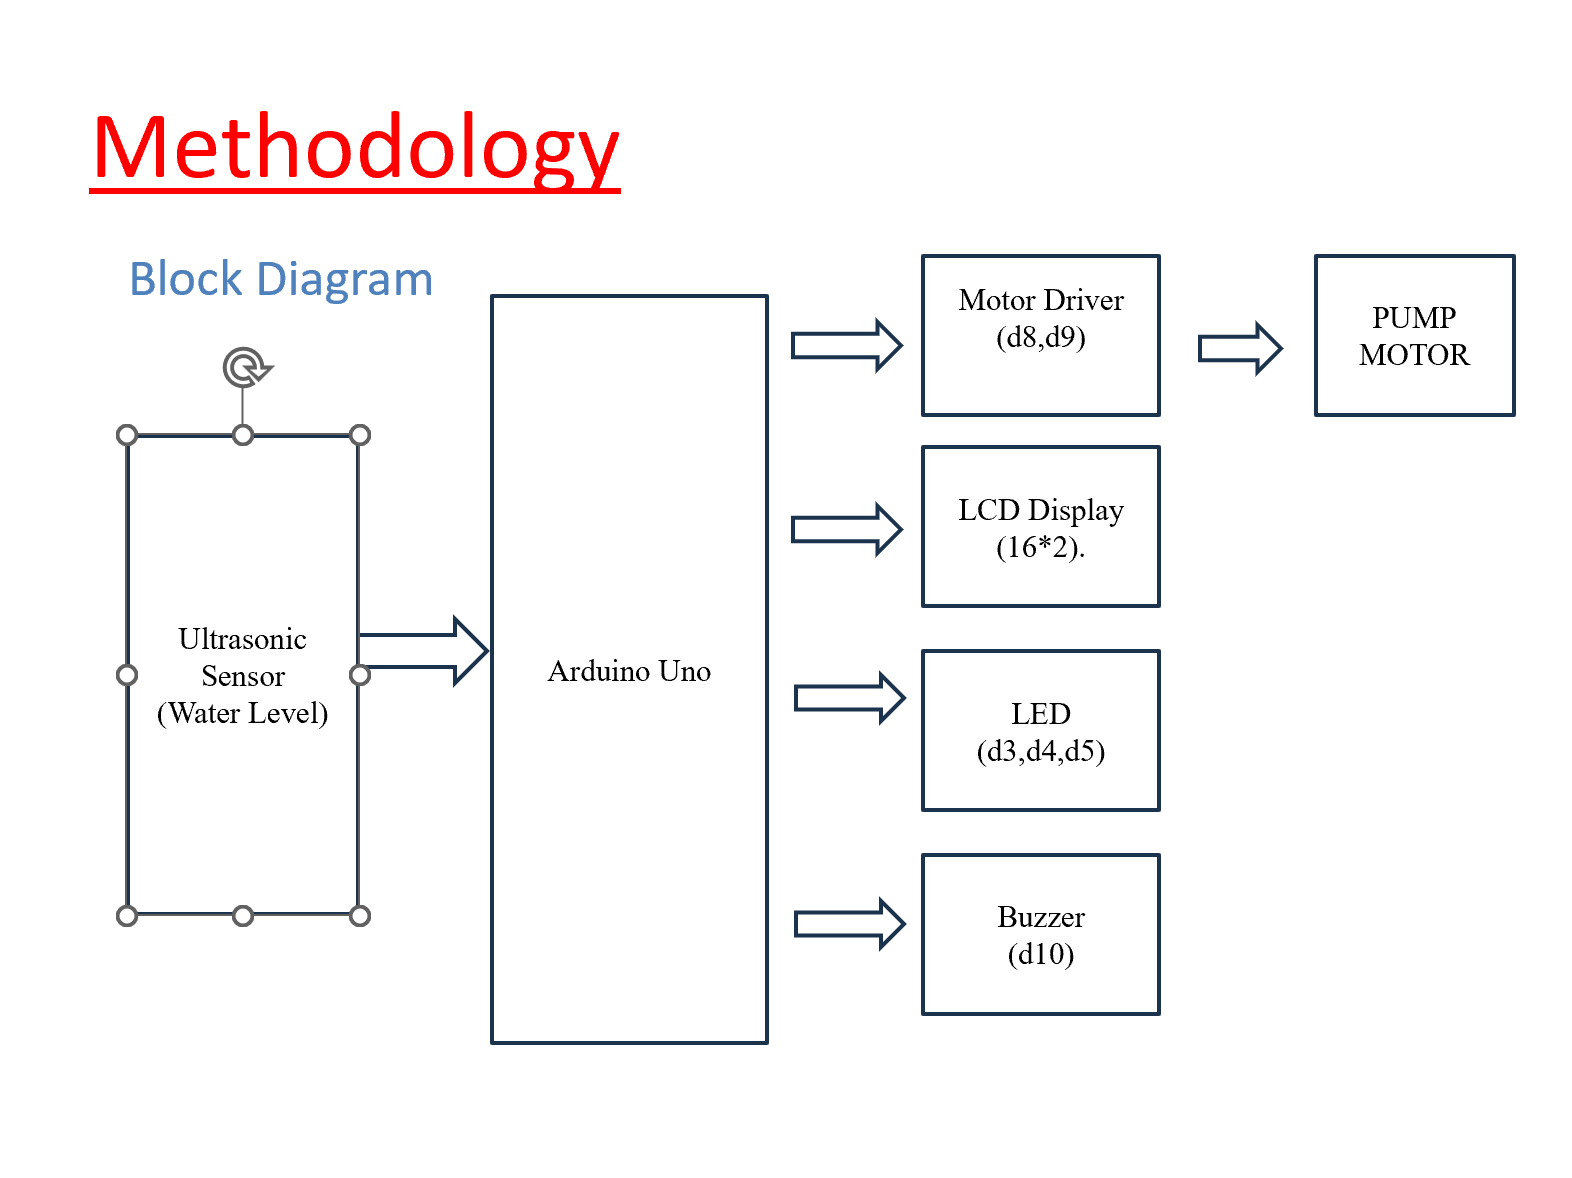 Methodology
Block Diagram
Ultrasonic
Sensor
(Water Level)
Arduino Uno
Motor Driver
(d8,d9)
PUMP
MOTOR
LCD Display
(16*2).
LED
(d3,d4,d5)
Buzzer
(d10)